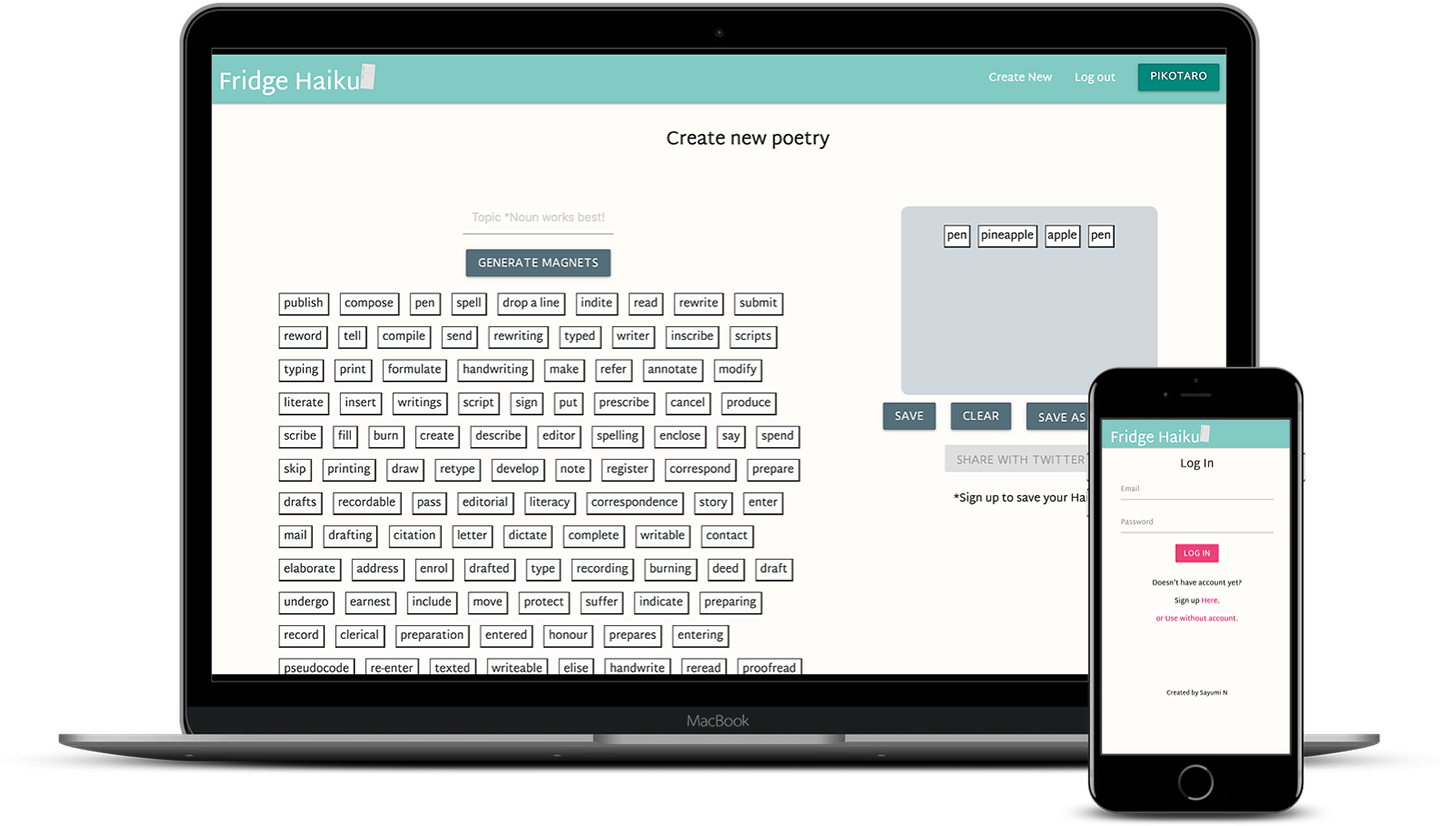 Fridge Haiku
Create New Log out PIKOTARO
Create new poetry
Topic *Noun works best!
GENERATE MAGNETS
publish compose pen spell drop a line indite read rewrite submit
reword tell compile send rewriting typed writer inscribe scripts
typing print formulate handwriting make refer annotate modify
literate insert writings script sign put prescribe cancel produce
scribe fill burn create describe editor spelling enclose say spend
skip printing draw retype develop note register correspond prepare
drafts recordable pass editorial literacy correspondence story enter
mail drafting citation letter dictate complete writable contact
elaborate address enrol drafted type recording burning deed draft
undergo earnest include move protect suffer indicate preparing
record clerical preparation entered honour prepares entering
pseudocode re-enter texted writeable elise handwrite reread proofread
pen pineapple apple pen
SAVE CLEAR SAVE AS
SHARE WITH TWITTER
*Sign up to save your Hai
MacBook
Fridge Haiku
Log In
Email
Password
LOG IN
Doesn't have account yet?
Sign up Here.
or Use without account.
Created by Sayumi N